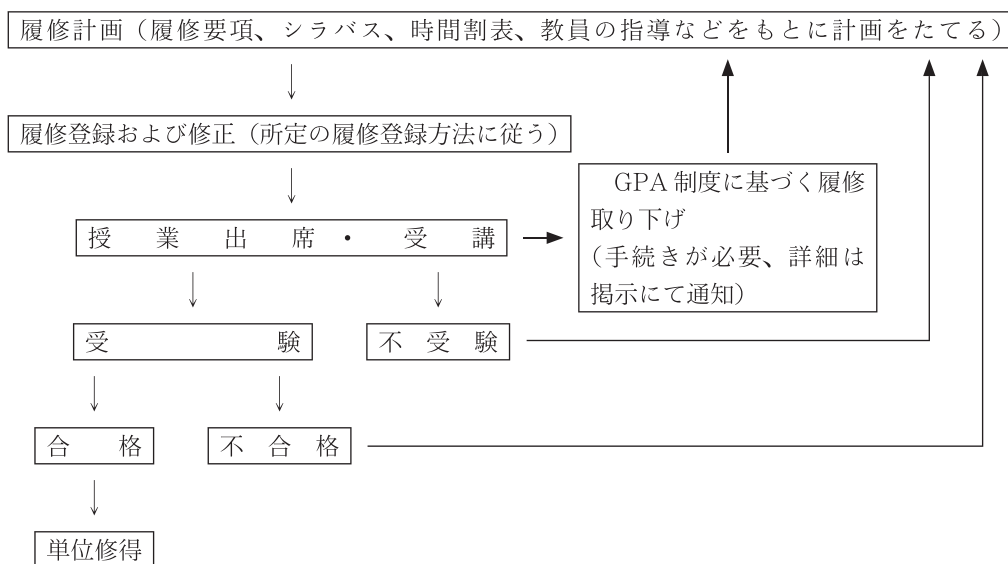 履修計画（履修要項、シラバス、時間割表、教員の指導などをもとに計画をたてる）
履修登録および修正（所定の履修登録方法に従う）
GPA 制度に基づく履修
取り下げ
（手続きが必要、詳細は
掲示にて通知）
授業出席・受講
受験
不受験
合格
不合格
単位修得